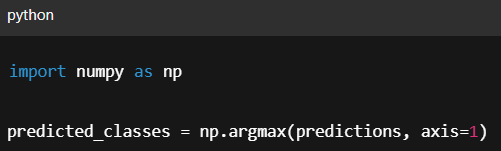 python
import numpy as np
predicted_classes = np.argmax(predictions, axis=1)